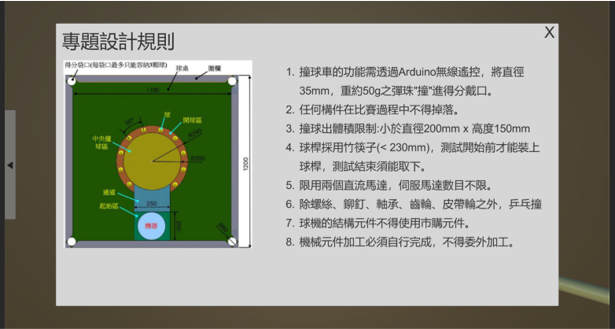 X
專題設計規則
得分袋口(每袋口最多只能容納3顆球)
球桌
圍欄
1100
球
開球區
中央撞
球區
通道
起始區
250
機器
1200
1. 撞球車的功能需透過Arduino無線遙控，將直徑
35mm，重約50g之彈珠"撞"進得分戴口。
2. 任何構件在比賽過程中不得掉落。
3. 撞球出體積限制:小於直徑200mm x 高度150mm
4. 球桿採用竹筷子(< 230mm)，測試開始前才能裝上
球桿，測試結束須能取下。
5. 限用兩個直流馬達，伺服馬達數目不限。
6. 除螺絲、鉚釘、軸承、齒輪、皮帶輪之外，乒乓撞
7. 球機的結構元件不得使用市購元件。
8. 機械元件加工必須自行完成，不得委外加工。